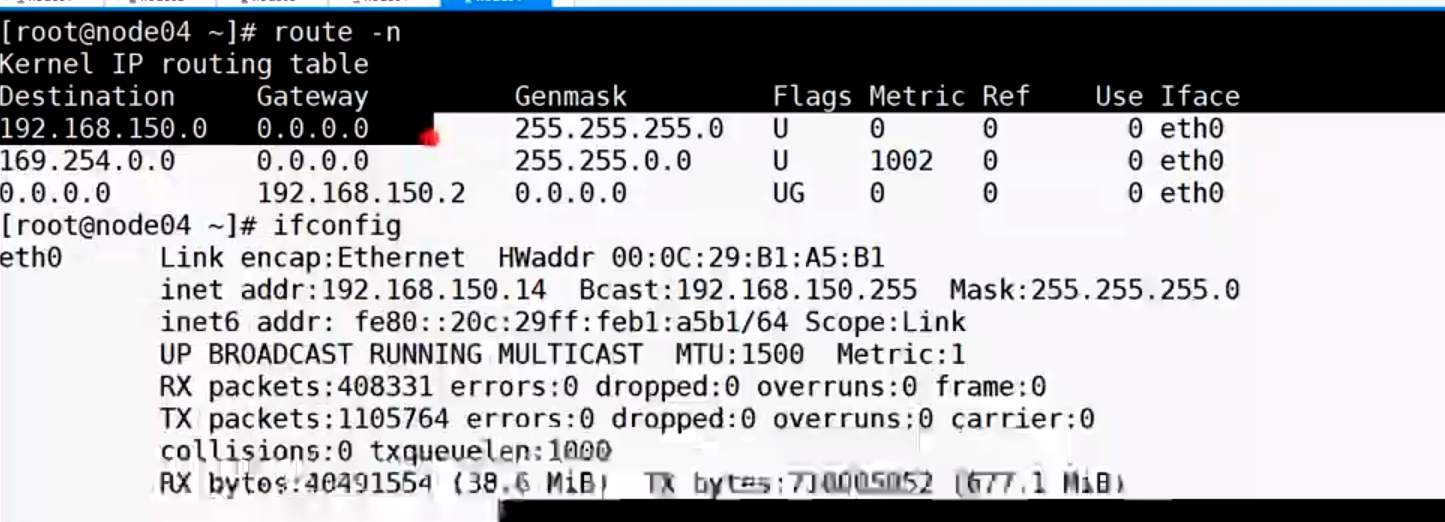 [root@node04 ~]# route -n
Kernel IP routing table
Destination     Gateway         Genmask         Flags Metric Ref    Use Iface
192.168.150.0   0.0.0.0         255.255.255.0   U     0      0        0 eth0
169.254.0.0     0.0.0.0         255.255.0.0     U     1002   0        0 eth0
0.0.0.0         192.168.150.2   0.0.0.0         UG    0      0        0 eth0
[root@node04 ~]# ifconfig
eth0      Link encap:Ethernet  HWaddr 00:0C:29:B1:A5:B1
          inet addr:192.168.150.14  Bcast:192.168.150.255  Mask:255.255.255.0
          inet6 addr: fe80::20c:29ff:feb1:a5b1/64 Scope:Link
          UP BROADCAST RUNNING MULTICAST  MTU:1500  Metric:1
          RX packets:408331 errors:0 dropped:0 overruns:0 frame:0
          TX packets:1105764 errors:0 dropped:0 overruns:0 carrier:0
          collisions:0 txqueuelen:1000
          RX bytes:40491554 (38.6 MiB)  TX (677.1 MiB)